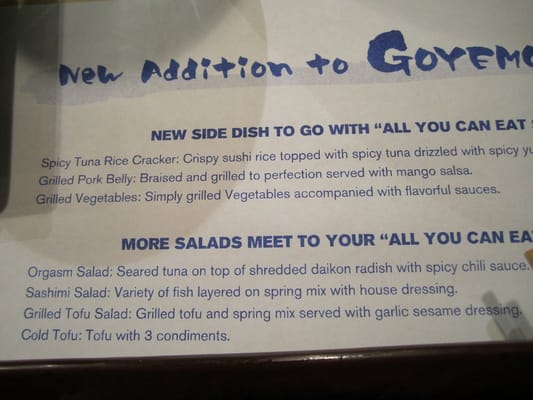 New Addition to GOYEMO
NEW SIDE DISH TO GO WITH "ALL YOU CAN EAT
Spicy Tuna Rice Cracker: Crispy sushi rice topped with spicy tuna drizzled with spicy yu
Grilled Pork Belly: Braised and grilled to perfection served with mango salsa.
Grilled Vegetables: Simply grilled Vegetables accompanied with flavorful sauces.
MORE SALADS MEET TO YOUR "ALL YOU CAN EA
Orgasm Salad: Seared tuna on top of shredded daikon radish with spicy chili sauce.
Sashimi Salad: Variety of fish layered on spring mix with house dressing.
Grilled Tofu Salad: Grilled tofu and spring mix served with garlic sesame dressing.
Cold Tofu: Tofu with 3 condiments.